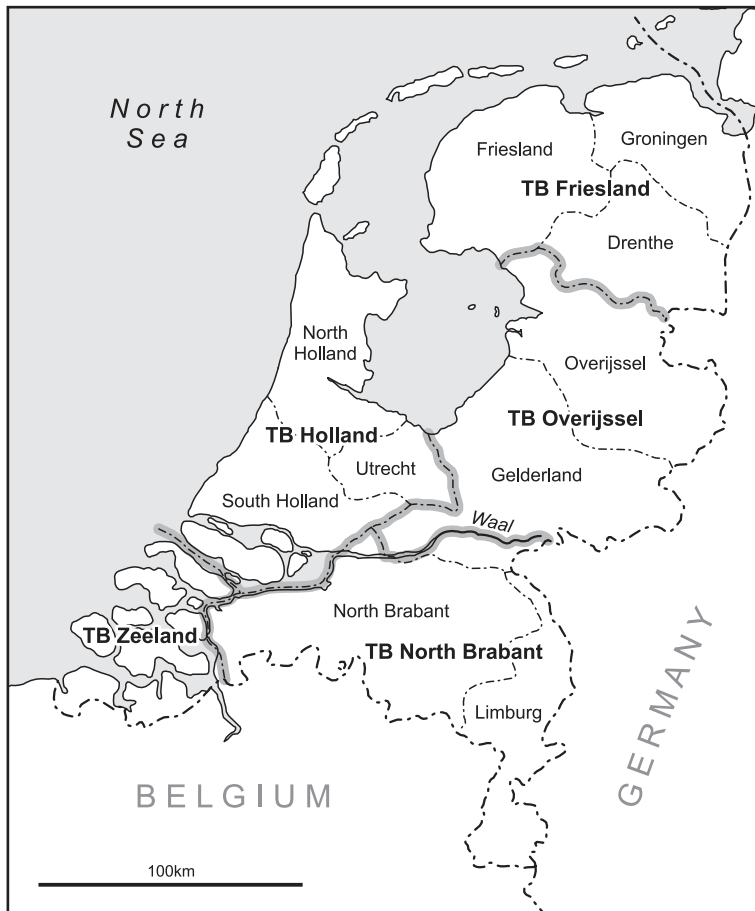 North
Sea
Friesland
Groningen
TB Friesland
Drenthe
North
Holland
Overijssel
TB Holland
TB Overijssel
Utrecht
Gelderland
South Holland
Waal
North Brabant
TB Zeeland
TB North Brabant
Limburg
GERMANY
BELGIUM
100km